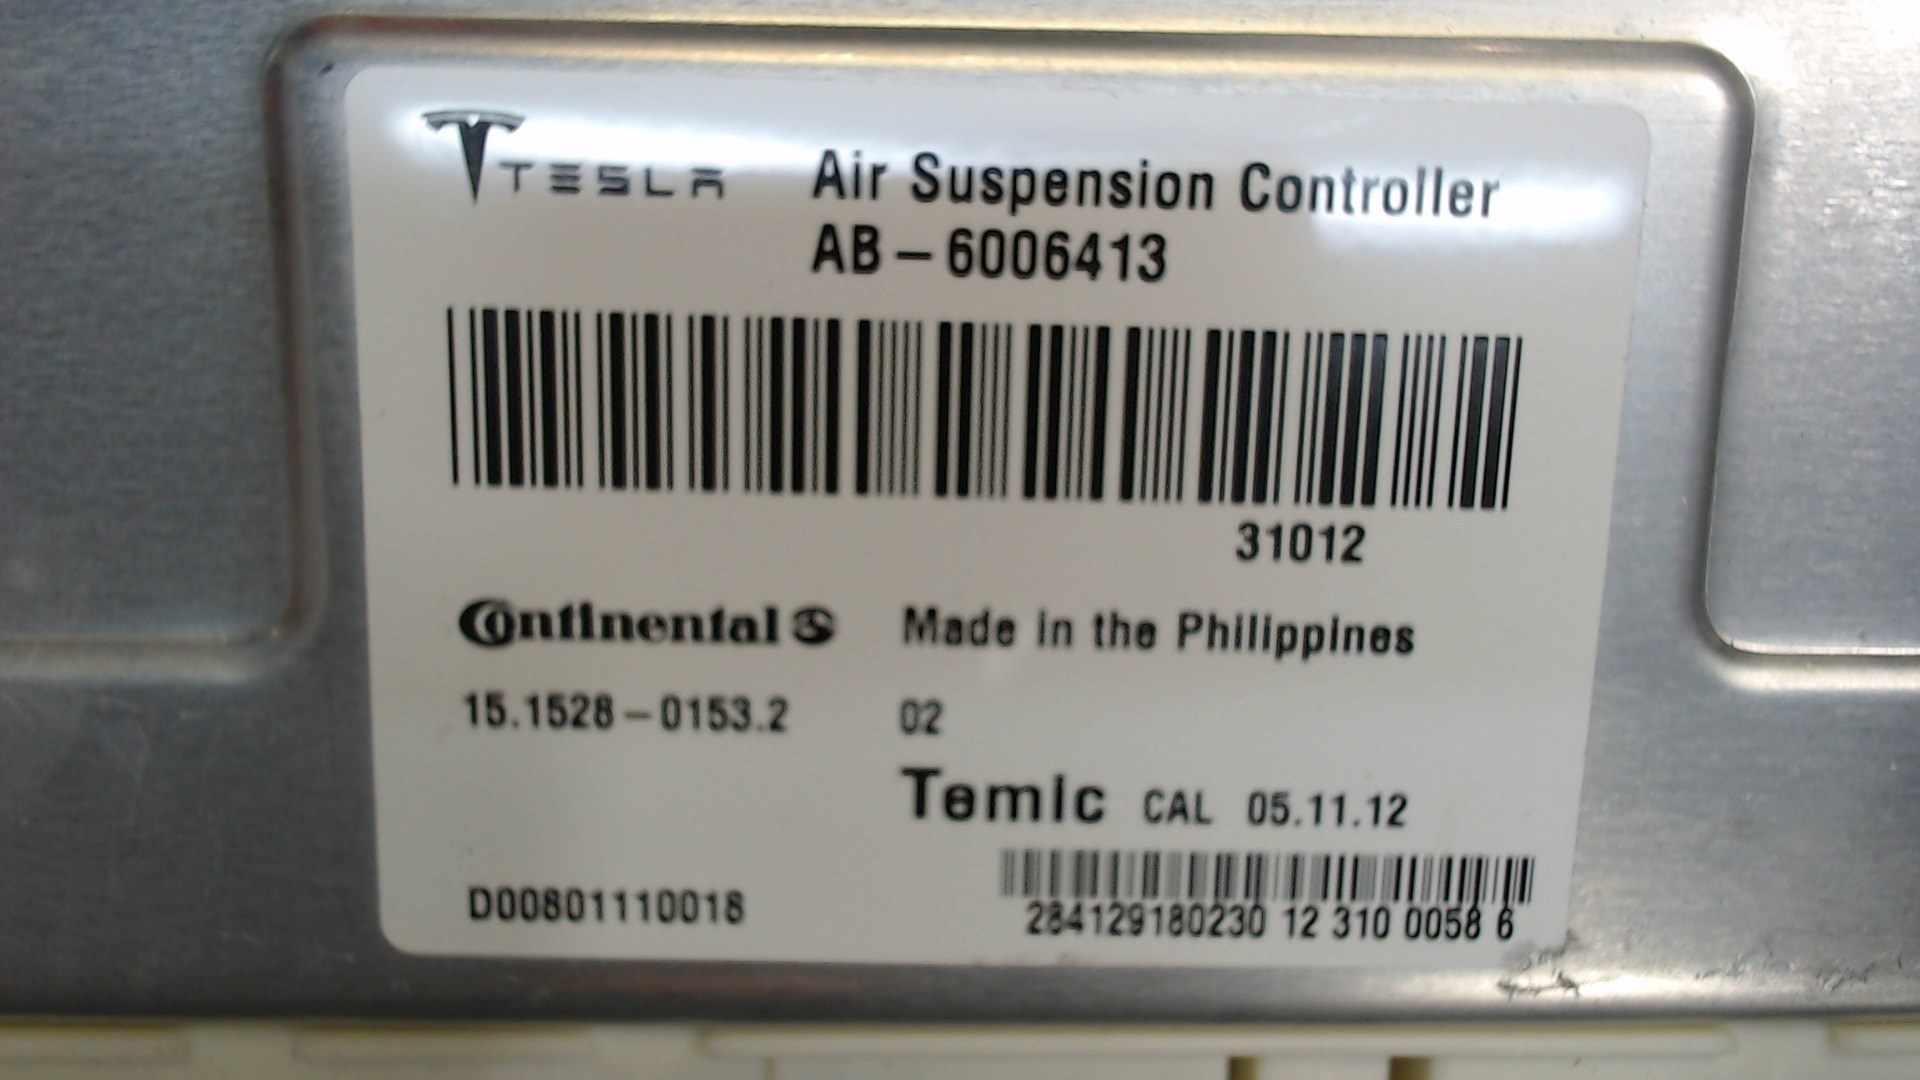 TESLA Air Suspension Controller
AB-6006413
31012
Continental Made in the Philippines
15.1528-0153.2 02
Temic CAL 05.11.12
D00801110018
284129180230 12 310 0058 6